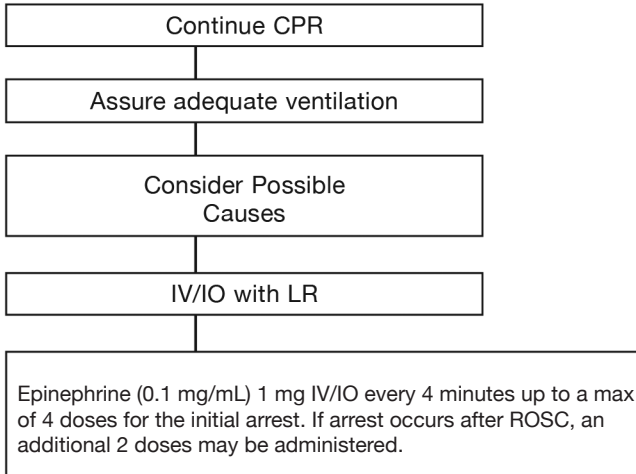 Continue CPR
Assure adequate ventilation
Consider Possible
Causes
IV/IO with LR
Epinephrine (0.1 mg/mL) 1 mg IV/IO every 4 minutes up to a max
of 4 doses for the initial arrest. If arrest occurs after ROSC, an
additional 2 doses may be administered.